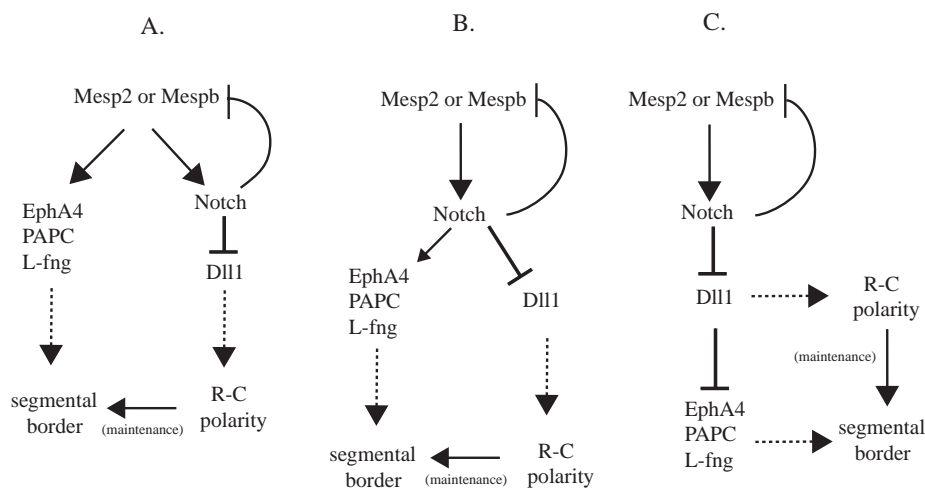 A.
Mesp2 or Mespb
Notch
EphA4
PAPC
L-fng
Dll1
segmental
border
(maintenance)
R-C
polarity
B.
Mesp2 or Mespb
Notch
EphA4
PAPC
L-fng
Dll1
segmental
border
(maintenance)
R-C
polarity
C.
Mesp2 or Mespb
Notch
Dll1
R-C
polarity
(maintenance)
EphA4
PAPC
L-fng
segmental
border